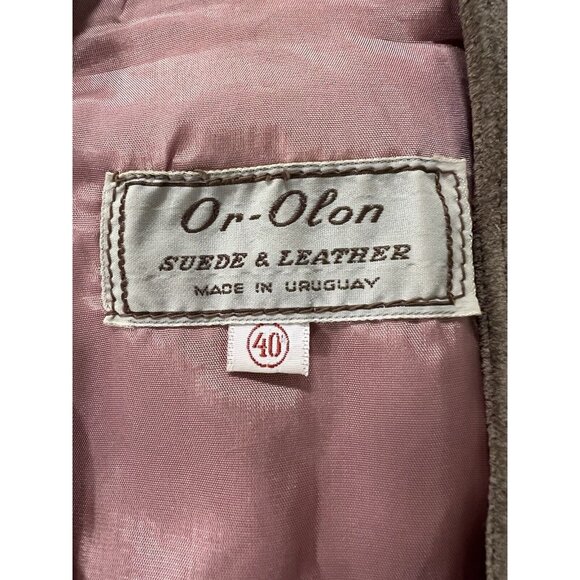 Or-Olon
SUEDE & LEATHER
MADE IN URUGUAY
40